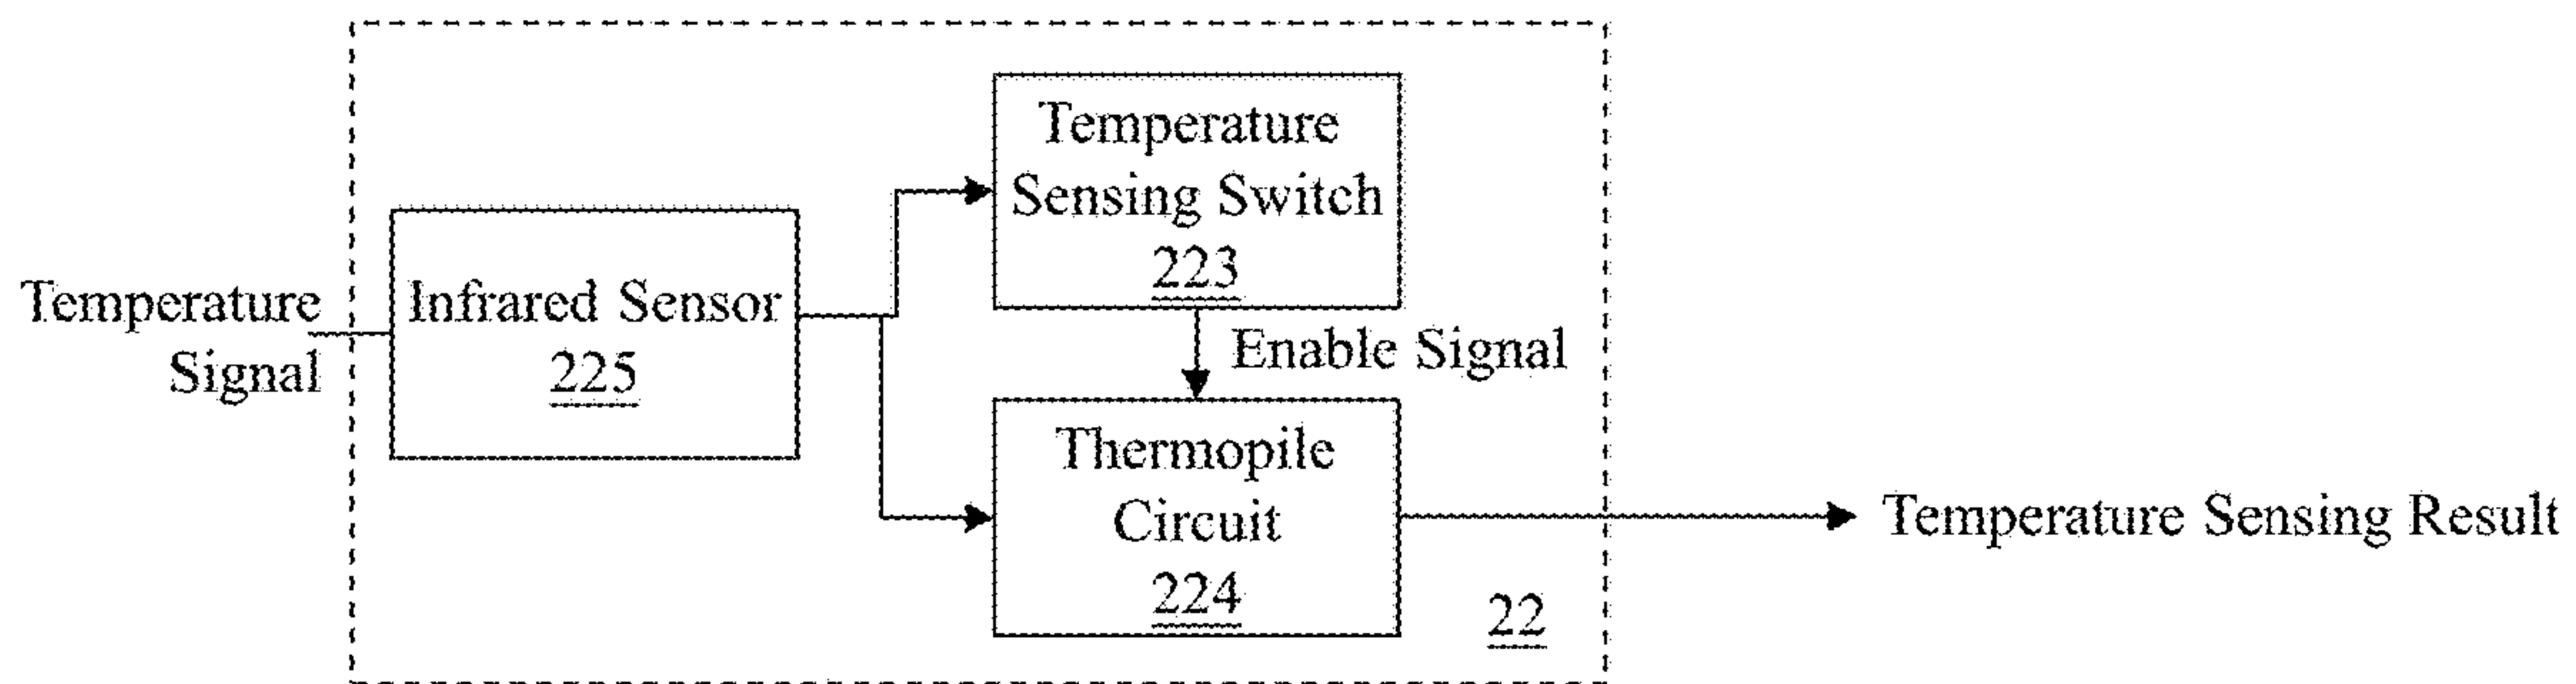 Temperature
Signal
Infrared Sensor
225
Temperature
Sensing Switch
223
Enable Signal
Thermopile
Circuit
224
22
Temperature Sensing Result